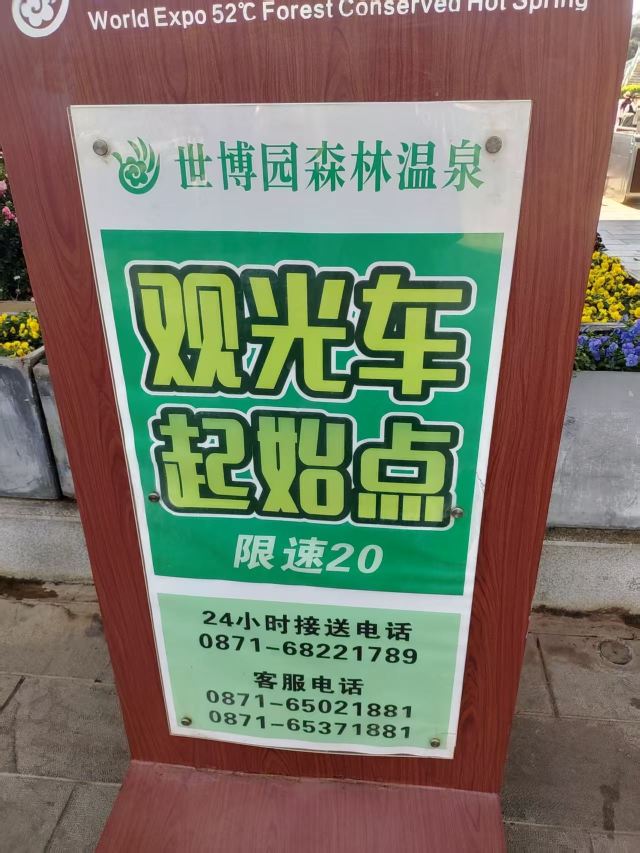 World Expo 52℃ Forest Conserved Hot Spring
世博园森林温泉
观光车
起始点
限速20
24小时接送电话
0871-68221789
客服电话
0871-65021881
0871-65371881